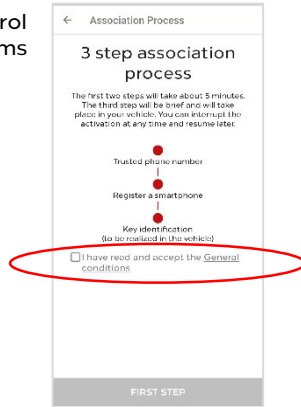 rol
ms
← Association Process
3 step association
process
The first two steps will take about 5 minutes.
The third step will be brief and will take
place in your vehicle. You can interrupt the
activation at any time and resume later.
Trusted phone number
Register a smartphone
Key identification
(to be realized in the vehicle)
I have read and accept the General
conditions
FIRST STEP